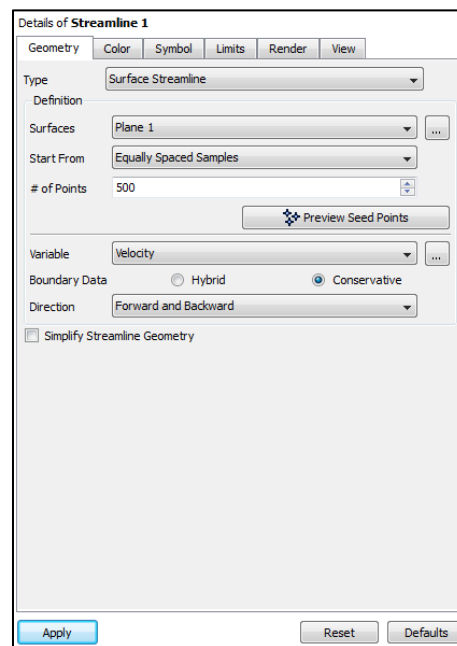 Details of Streamline 1
Geometry Color Symbol Limits Render View
Type Surface Streamline
Definition
Surfaces Plane 1 ...
Start From Equally Spaced Samples
# of Points 500
Preview Seed Points
Variable Velocity ...
Boundary Data Hybrid Conservative
Direction Forward and Backward
Simplify Streamline Geometry
Apply Reset Defaults